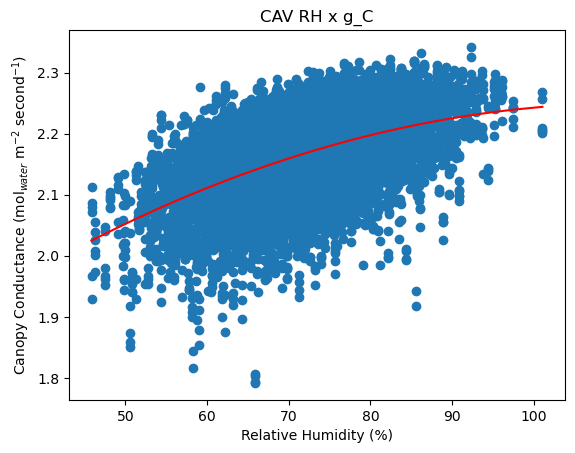 CAV RH x g_C
Canopy Conductance (mol_water m⁻² second⁻¹)
2.3
2.2
2.1
2.0
1.9
1.8
50 60 70 80 90 100
Relative Humidity (%)